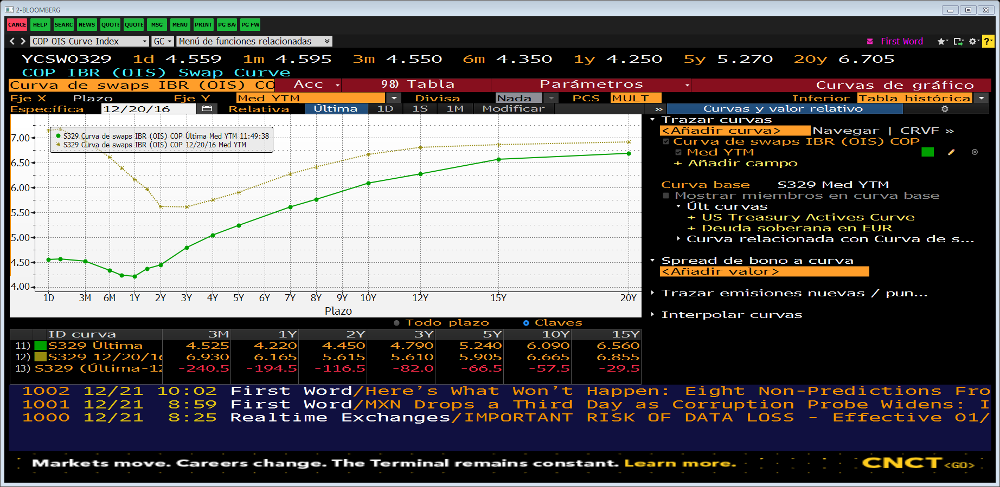 2-BLOOMBERG
CANCE HELP SEARC NEWS QUOTE QUOTE MSG MENU PRINT PG BA PG FW
COP OIS Curve Index GC Menú de funciones relacionadas First Word ?
YCSW0329 1d 4.559 1m 4.595 3m 4.550 6m 4.350 1y 4.250 5y 5.270 20y 6.705
COP IBR (OIS) Swap Curve
Curva de swaps IBR (OIS) CO Acc 98) Tabla Parámetros Curvas de gráfico
Eje X Plazo Eje Y Med YTM Divisa Nada PCS MULT Inferior Tabla histórica
Específica 12/20/16 Relativa Última 1D 1S 1M Modificar » Curvas y valor relativo
Trazar curvas
<Añadir curva> Navegar | CRVF »
Curva de swaps IBR (OIS) COP
Med YTM
+ Añadir campo
Curva base S329 Med YTM
Mostrar miembros en curva base
Últ curvas
+ US Treasury Actives Curve
+ Deuda soberana en EUR
Curva relacionada con Curva de s...
Spread de bono a curva
<Añadir valor>
Trazar emisiones nuevas / pun...
Interpolar curvas
S329 Curva de swaps IBR (OIS) COP Última Med YTM 11:49:38
S329 Curva de swaps IBR (OIS) COP 12/20/16 Med YTM
7.00
6.50
6.00
5.50
5.00
4.50
4.00
1D 3M 6M 1Y 2Y 3Y 4Y 5Y 6Y 7Y 8Y 9Y 10Y 12Y 15Y 20Y
Plazo
Todo plazo Claves
ID curva 3M 1Y 2Y 3Y 5Y 10Y 15Y
11) S329 Última 4.525 4.220 4.450 4.790 5.240 6.090 6.560
12) S329 12/20/16 6.930 6.165 5.615 5.610 5.905 6.665 6.855
13) S329 (Última-12 -240.5 -194.5 -116.5 -82.0 -66.5 -57.5 -29.5
1002 12/21 10:02 First Word/Here's What Won't Happen: Eight Non-Predictions Fro
1001 12/21 8:59 First Word/MXN Drops a Third Day as Corruption Probe Widens: I
1000 12/21 8:25 Realtime Exchanges/IMPORTANT RISK OF DATA LOSS - Effective 01/
Markets move. Careers change. The Terminal remains constant. Learn more. CNCT <GO>